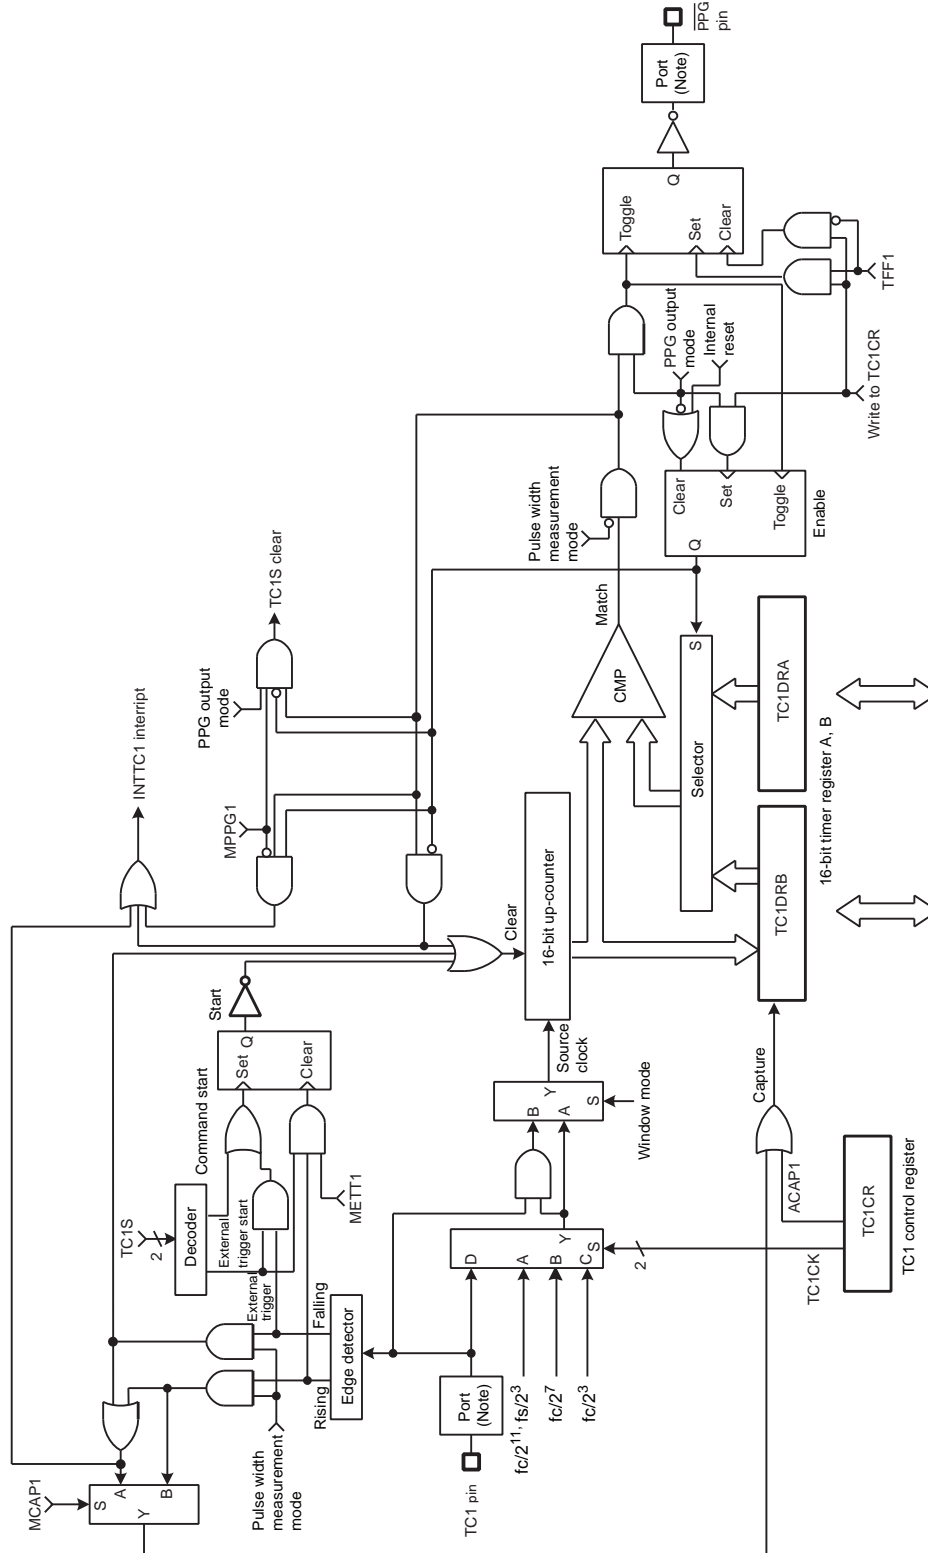 MCAP1
S
A
B
Y
Pulse width
measurement
mode
TC1S
2
Decoder
External
trigger start
External
trigger
Command start
METT1
Rising
Falling
Edge detector
Set
Q
Clear
Start
INTTC1 interript
MPPG1
PPG output
mode
TC1S clear
TC1 pin
Port
(Note)
fc/2^11, fs/2^3
fc/2^7
fc/2^3
D
A
B
C
S
Y
B
A
S
Y
Window mode
Source
clock
Clear
16-bit up-counter
CMP
Match
Pulse width
measurement
mode
TC1CK
2
ACAP1
Capture
TC1CR
TC1 control register
TC1DRB
TC1DRA
16-bit timer register A, B
Selector
S
Q
Clear
Set
Toggle
Enable
PPG output
mode
Internal
reset
Write to TC1CR
TFF1
Toggle
Set
Clear
Q
Port
(Note)
PPG
pin